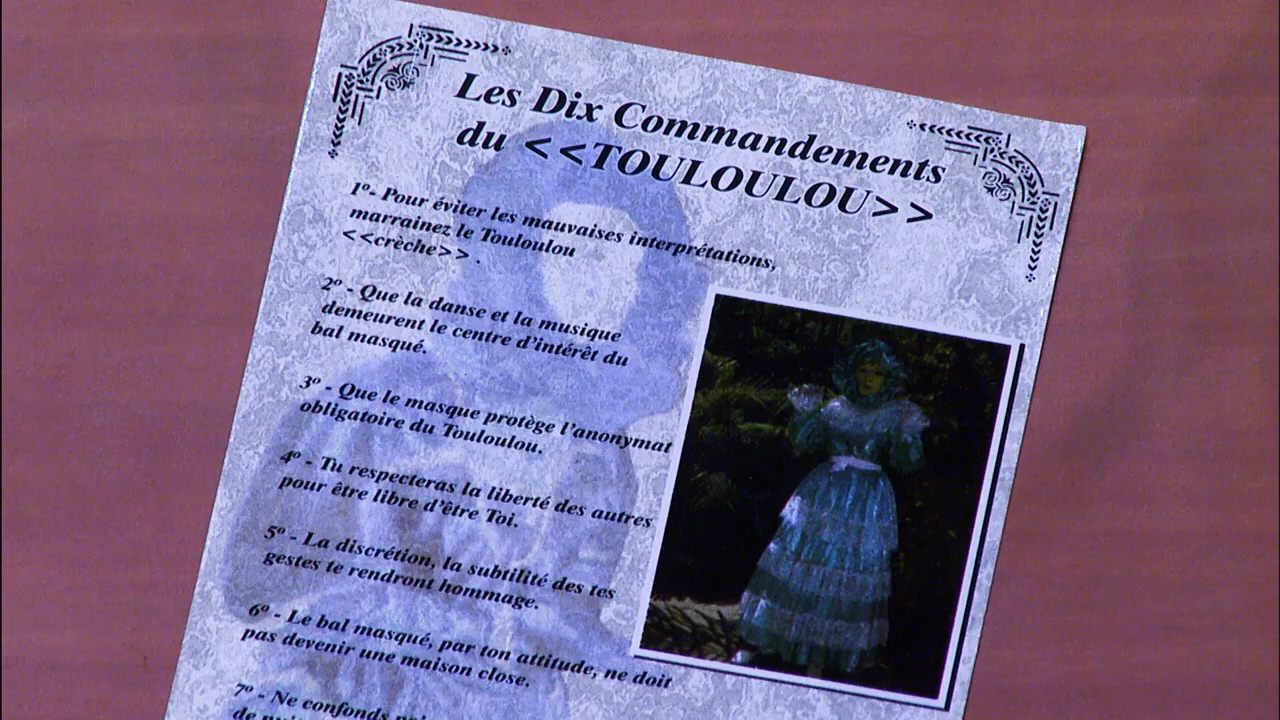 Les Dix Commandements
du <<TOULOULOU>>
1º- Pour éviter les mauvaises interprétations,
marrainez le Touloulou
<<crèche>> .
2º - Que la danse et la musique
demeurent le centre d'intérêt du
bal masqué.
3º - Que le masque protège l'anonymat
obligatoire du Touloulou.
4º - Tu respecteras la liberté des autres
pour être libre d'être Toi.
5º - La discrétion, la subtilité des tes
gestes te rendront hommage.
6º - Le bal masqué, par ton attitude, ne doit
pas devenir une maison close.
7º - Ne confonds
de